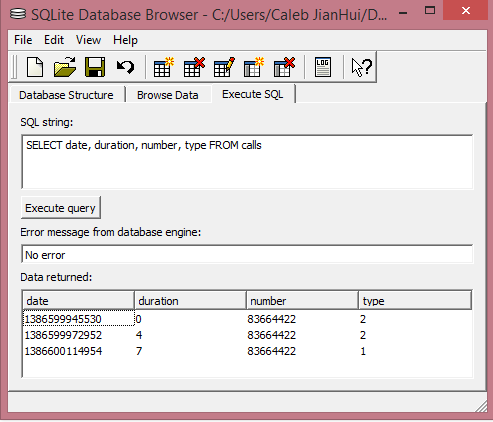 SQLite Database Browser - C:/Users/Caleb JianHui/D...
File Edit View Help
LOG
Database Structure Browse Data Execute SQL
SQL string:
SELECT date, duration, number, type FROM calls
Execute query
Error message from database engine:
No error
Data returned:
date duration number type
1386599945530 0 83664422 2
1386599972952 4 83664422 2
1386600114954 7 83664422 1